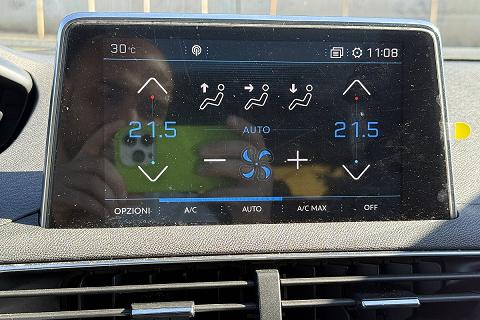 30°C 11:08
21.5 AUTO 21.5
OPZIONI A/C AUTO A/C MAX OFF